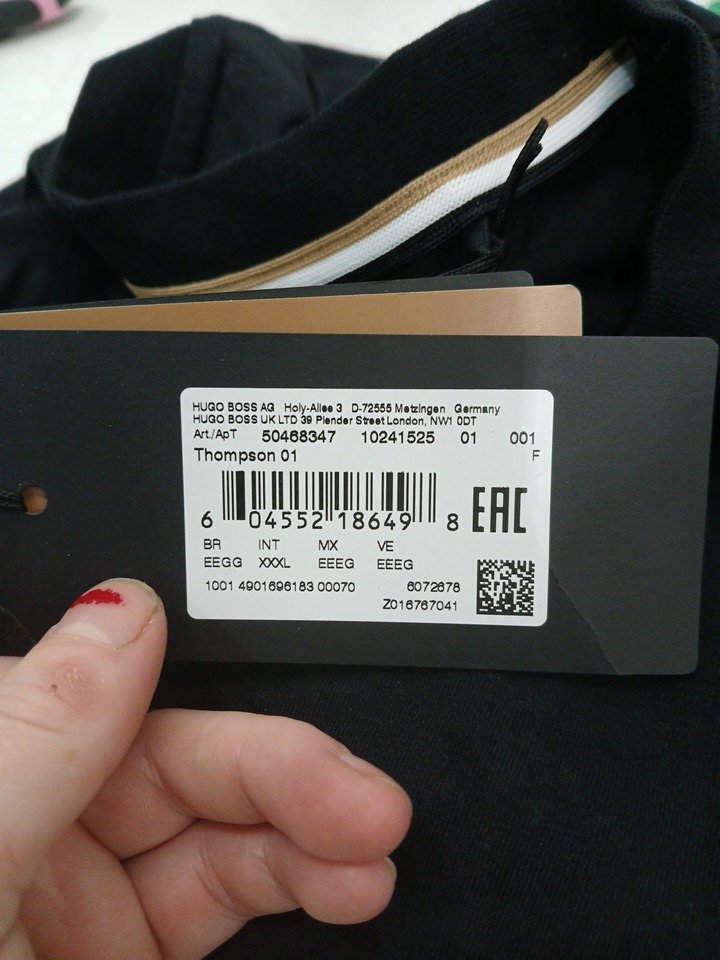 HUGO BOSS AG Holy-Allee 3 D-72555 Metzingen Germany
HUGO BOSS UK LTD 39 Plender Street London, NW1 0DT
Art./ApT 50468347 10241525 01 001
Thompson 01 F
6 04552 18649 8 EAC
BR INT MX VE
EEGG XXXL EEEG EEEG
1001 4901696183 00070 6072678
Z016767041